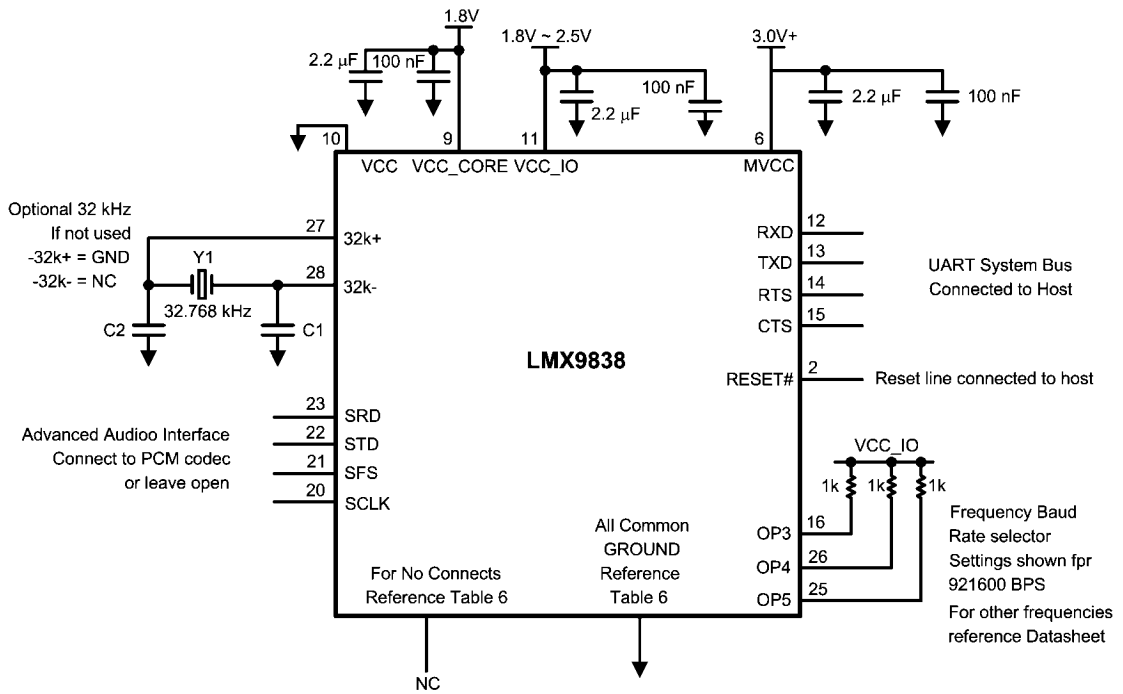 1.8V
1.8V ~ 2.5V
3.0V+
2.2 µF
100 nF
2.2 µF
100 nF
2.2 µF
100 nF
10
9
11
6
VCC
VCC_CORE
VCC_IO
MVCC
Optional 32 kHz
If not used
-32k+ = GND
-32k- = NC
27
32k+
Y1
28
32k-
32.768 kHz
C2
C1
12
RXD
13
TXD
14
RTS
15
CTS
UART System Bus
Connected to Host
LMX9838
2
RESET#
Reset line connected to host
Advanced Audioo Interface
Connect to PCM codec
or leave open
23
SRD
22
STD
21
SFS
20
SCLK
VCC_IO
1k
1k
1k
16
OP3
26
OP4
25
OP5
Frequency Baud
Rate selector
Settings shown fpr
921600 BPS
For other frequencies
reference Datasheet
For No Connects
Reference Table 6
All Common
GROUND
Reference
Table 6
NC